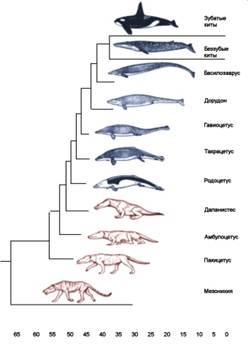 Зубатые
киты
Беззубые
киты
Басилозаурус
Дорудон
Гавиоцетус
Такрацетус
Родоцетус
Даланистес
Амбулоцетус
Пакицетус
Мезонихия
65 60 55 50 45 40 35 30 25 20 15 10 5 0